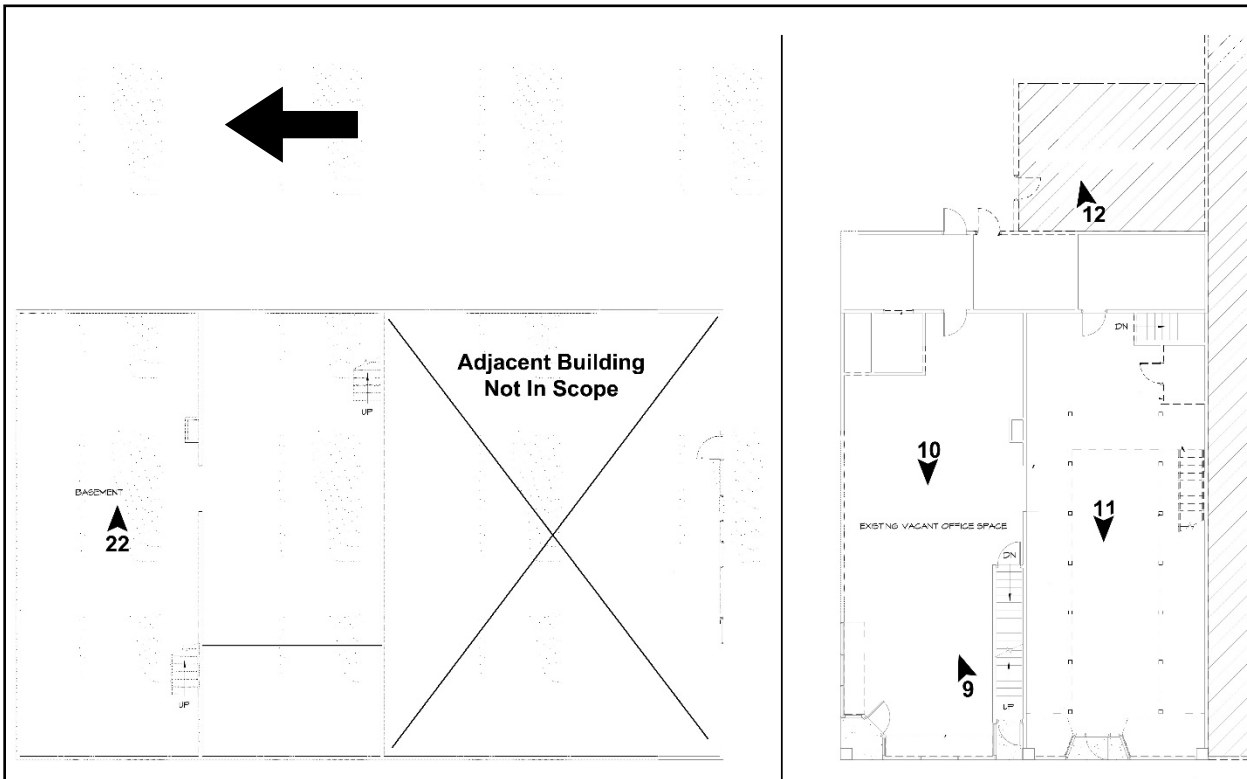 Adjacent Building
Not In Scope
UP
BASEMENT
22
UP
12
DN
10
11
EXISTNG VACANT OFFICE SPACE
DN
9
UP